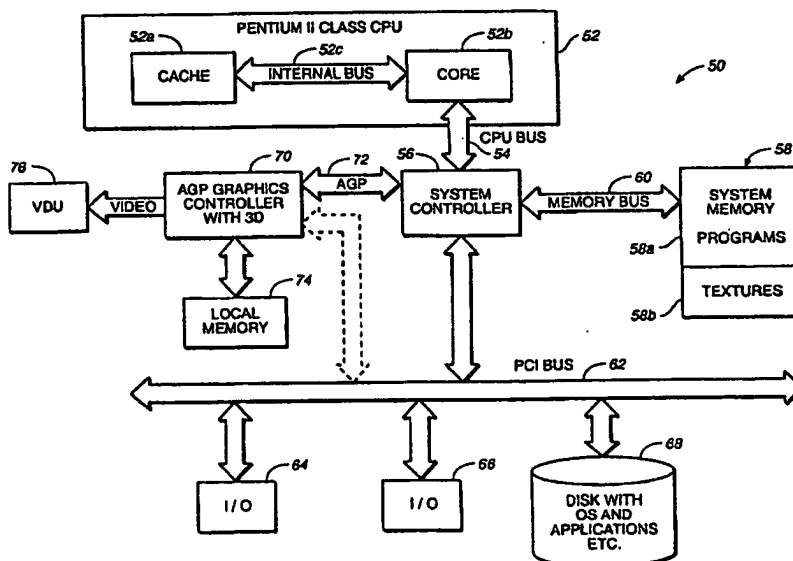 PENTIUM II CLASS CPU
52a
52c
52b
52
CACHE
INTERNAL BUS
CORE
50
CPU BUS
54
78
70
72
56
60
58
VDU
VIDEO
AGP GRAPHICS
CONTROLLER
WITH 3D
AGP
SYSTEM
CONTROLLER
MEMORY BUS
SYSTEM
MEMORY
PROGRAMS
58a
74
LOCAL
MEMORY
TEXTURES
58b
PCI BUS
62
64
66
68
I/O
I/O
DISK WITH
OS AND
APPLICATIONS
ETC.